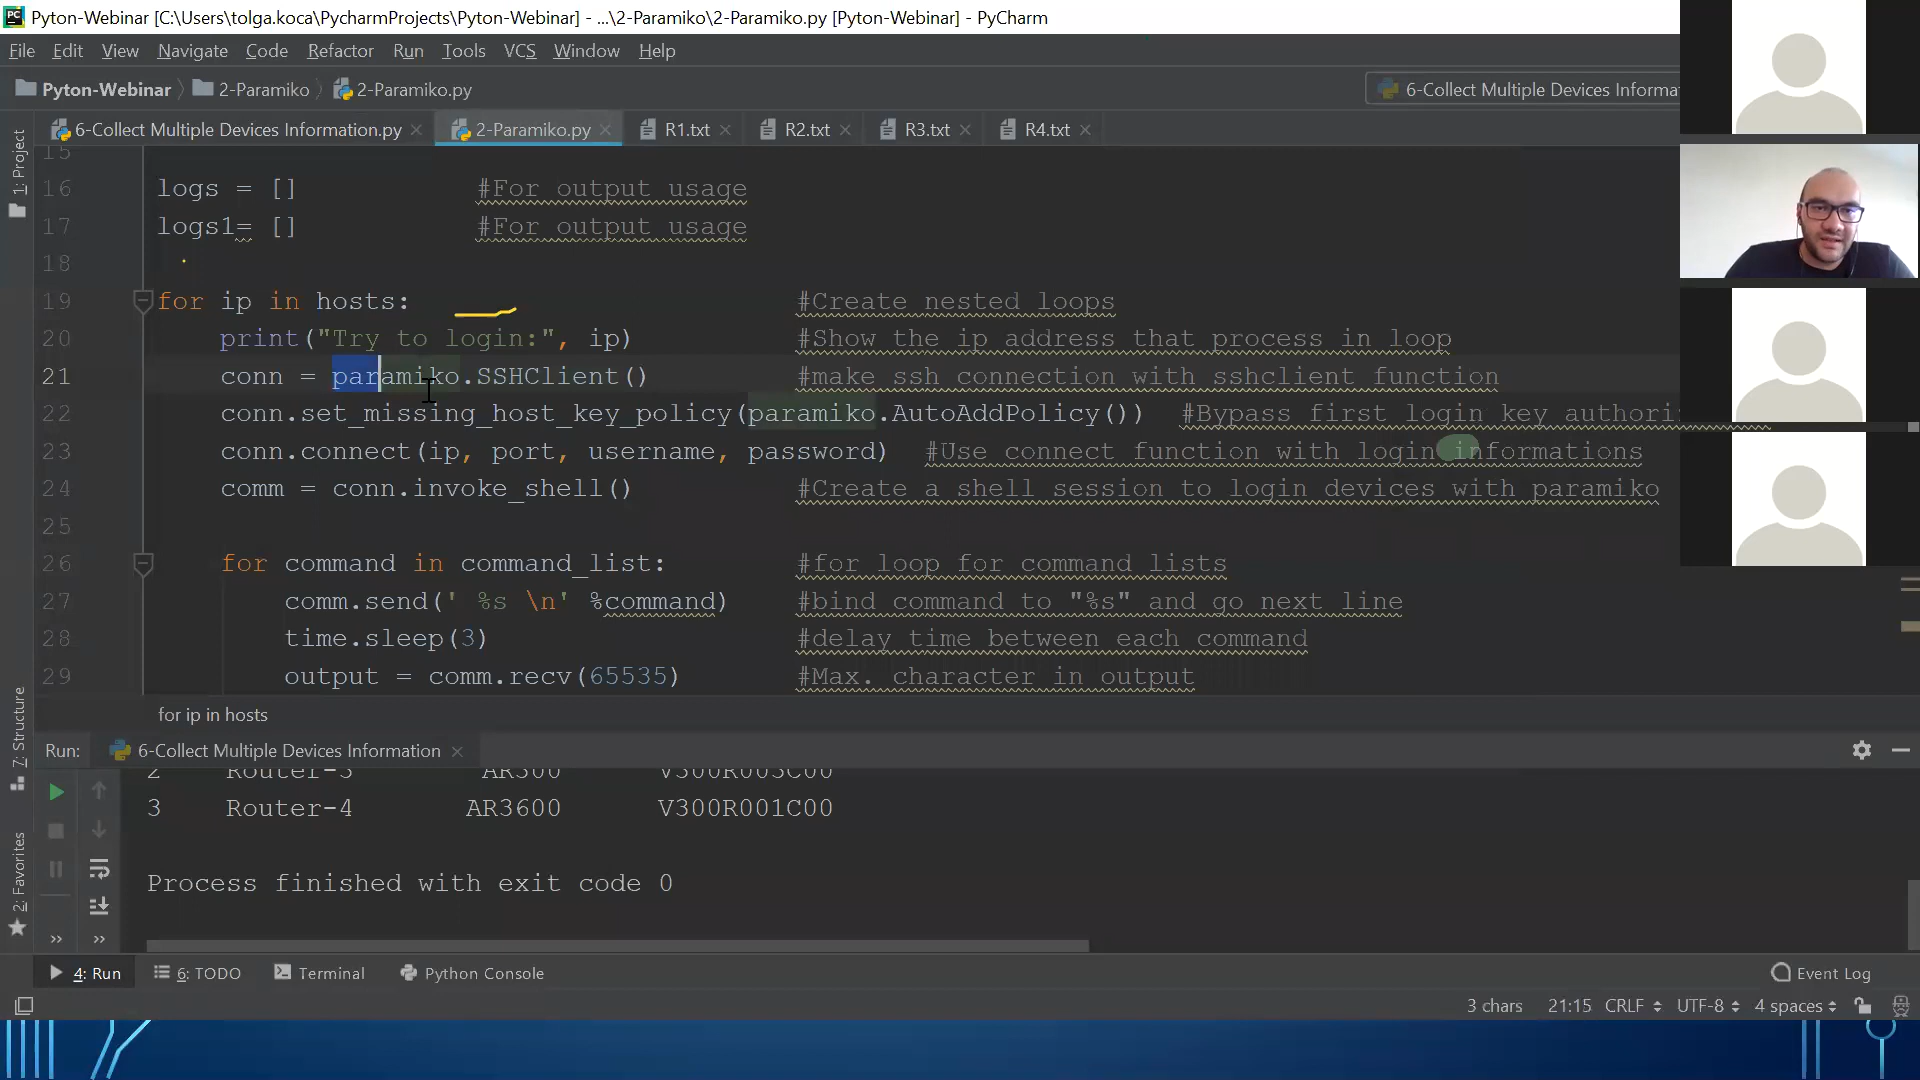 Pyton-Webinar [C:\Users\tolga.koca\PycharmProjects\Pyton-Webinar] - ...\2-Paramiko\2-Paramiko.py [Pyton-Webinar] - PyCharm
File Edit View Navigate Code Refactor Run Tools VCS Window Help
Pyton-Webinar 2-Paramiko 2-Paramiko.py 6-Collect Multiple Devices Informa
6-Collect Multiple Devices Information.py 2-Paramiko.py R1.txt R2.txt R3.txt R4.txt
1: Project
15
16 logs = [] #For output usage
17 logs1= [] #For output usage
18
19 for ip in hosts: #Create nested loops
20 print("Try to login:", ip) #Show the ip address that process in loop
21 conn = paramiko.SSHClient() #make ssh connection with sshclient function
22 conn.set_missing_host_key_policy(paramiko.AutoAddPolicy()) #Bypass first login key authori
23 conn.connect(ip, port, username, password) #Use connect function with login informations
24 comm = conn.invoke_shell() #Create a shell session to login devices with paramiko
25
26 for command in command_list: #for loop for command lists
27 comm.send(' %s \n' %command) #bind command to "%s" and go next line
28 time.sleep(3) #delay time between each command
29 output = comm.recv(65535) #Max. character in output
for ip in hosts
7: Structure
Run: 6-Collect Multiple Devices Information
2 Router-3 AR300 V300R003C00
3 Router-4 AR3600 V300R001C00
Process finished with exit code 0
2: Favorites
4: Run 6: TODO Terminal Python Console Event Log
3 chars 21:15 CRLF UTF-8 4 spaces